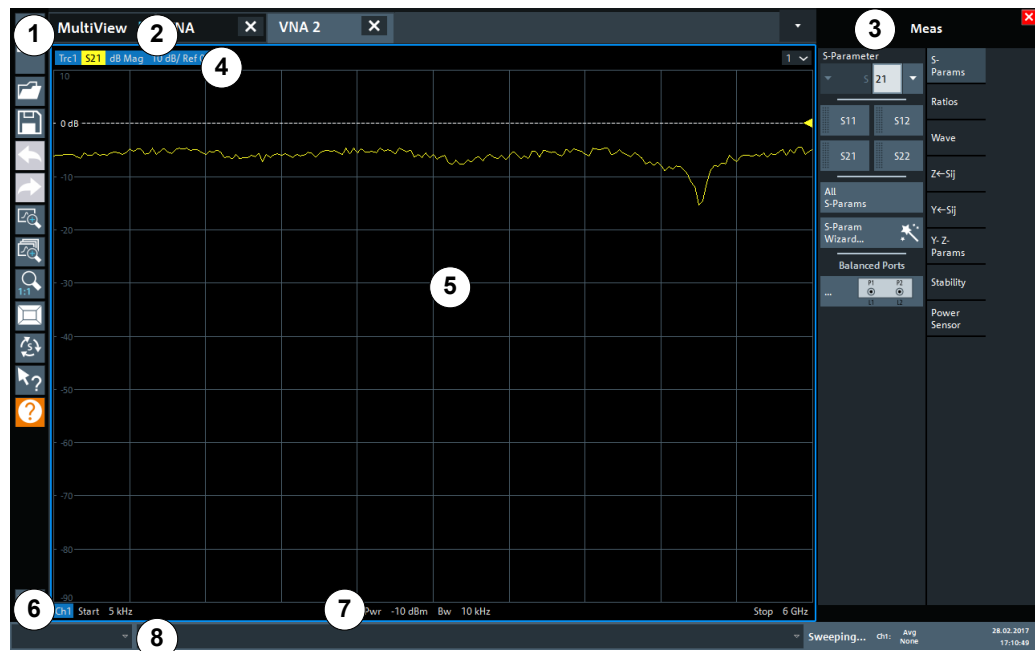 1
MultiView
2
NA
VNA 2
3
Meas
Trc1 S21 dB Mag 10 dB/ Ref
4
1
S-Parameter
S 21
S11 S12
S21 S22
All
S-Params
S-Param
Wizard...
Balanced Ports
...
P1 P2
L1 L2
S-
Params
Ratios
Wave
Z←Sij
Y←Sij
Y- Z-
Params
Stability
Power
Sensor
1:1
S
?
?
10
0 dB
-10
-20
-30
5
-40
-50
-60
-70
-80
-90
6
Ch1 Start 5 kHz
7
Pwr -10 dBm Bw 10 kHz
Stop 6 GHz
8
Sweeping...
Ch1:
Avg
None
28.02.2017
17:10:49